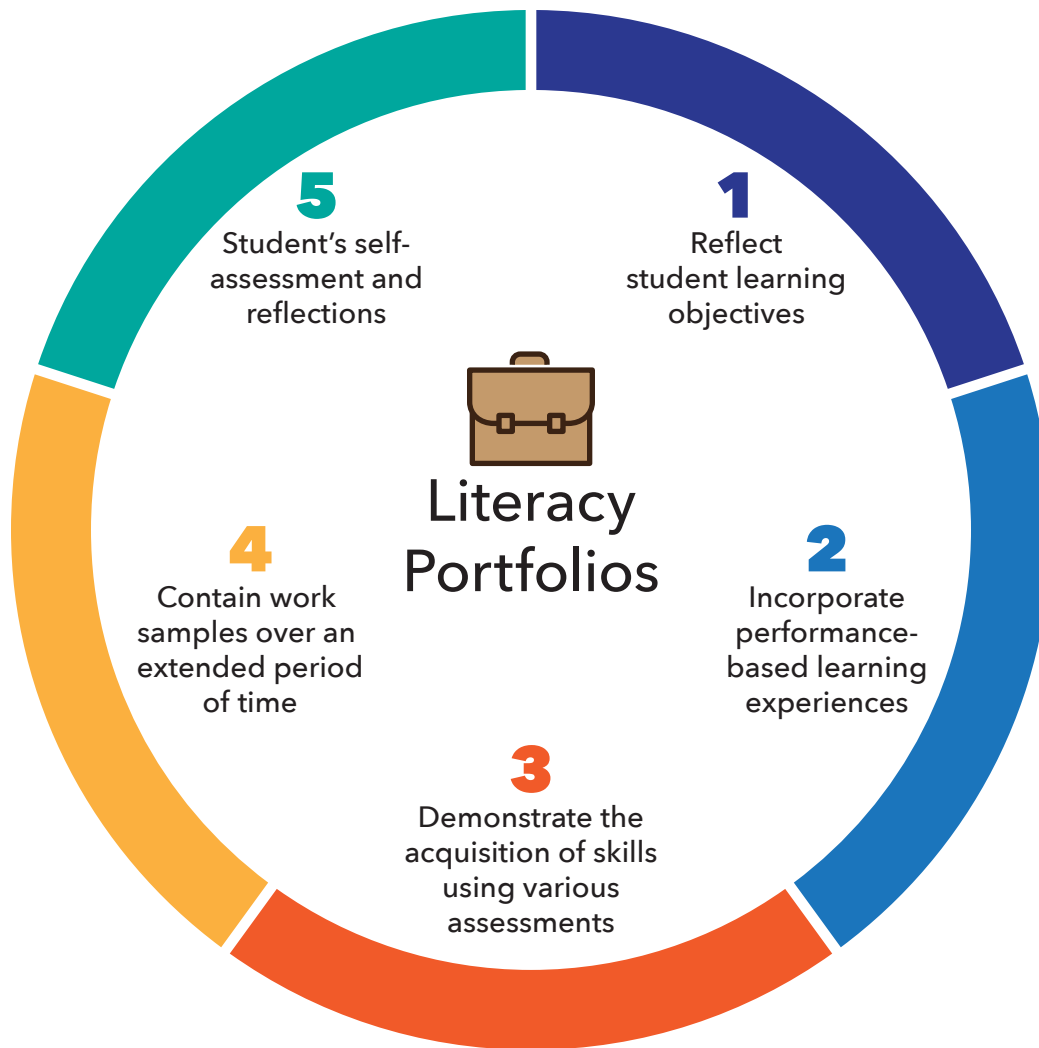 Literacy
Portfolios
1
Reflect
student learning
objectives
2
Incorporate
performance-
based learning
experiences
3
Demonstrate the
acquisition of skills
using various
assessments
4
Contain work
samples over an
extended period
of time
5
Student’s self-
assessment and
reflections